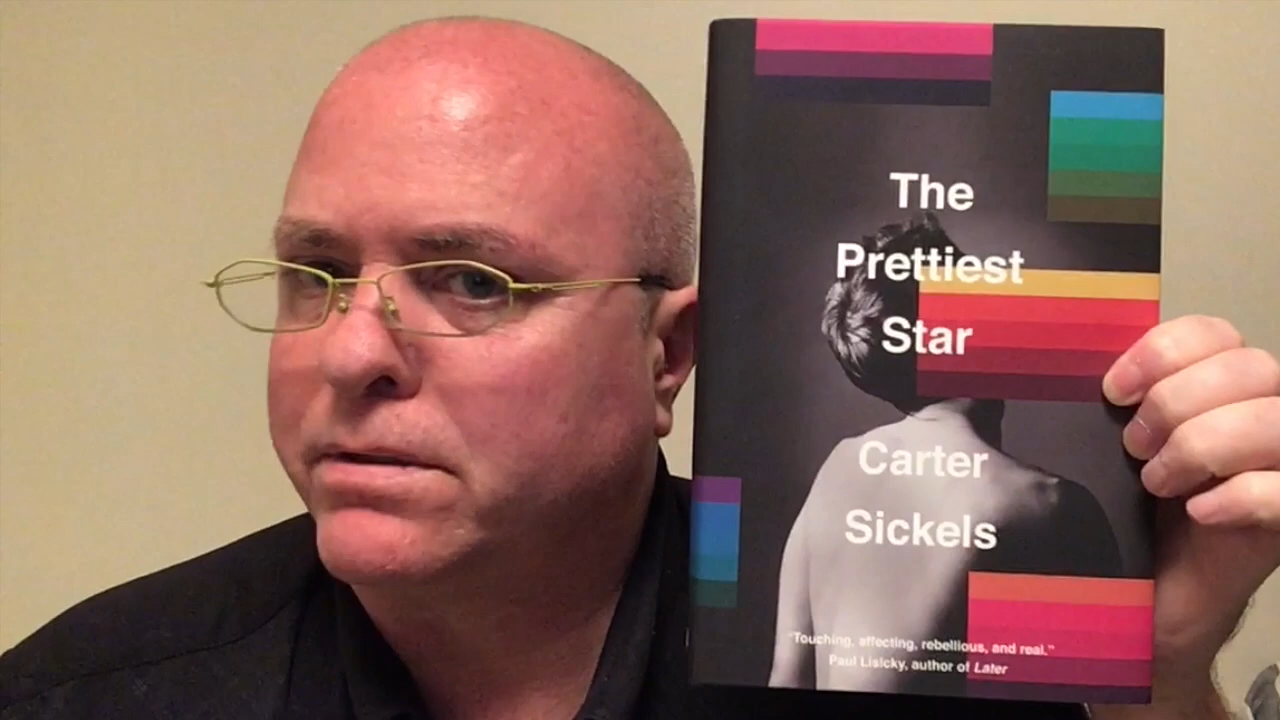 The
Prettiest
Star
Carter
Sickels
"Touching, affecting, rebellious, and real."
Paul Lisicky, author of Later